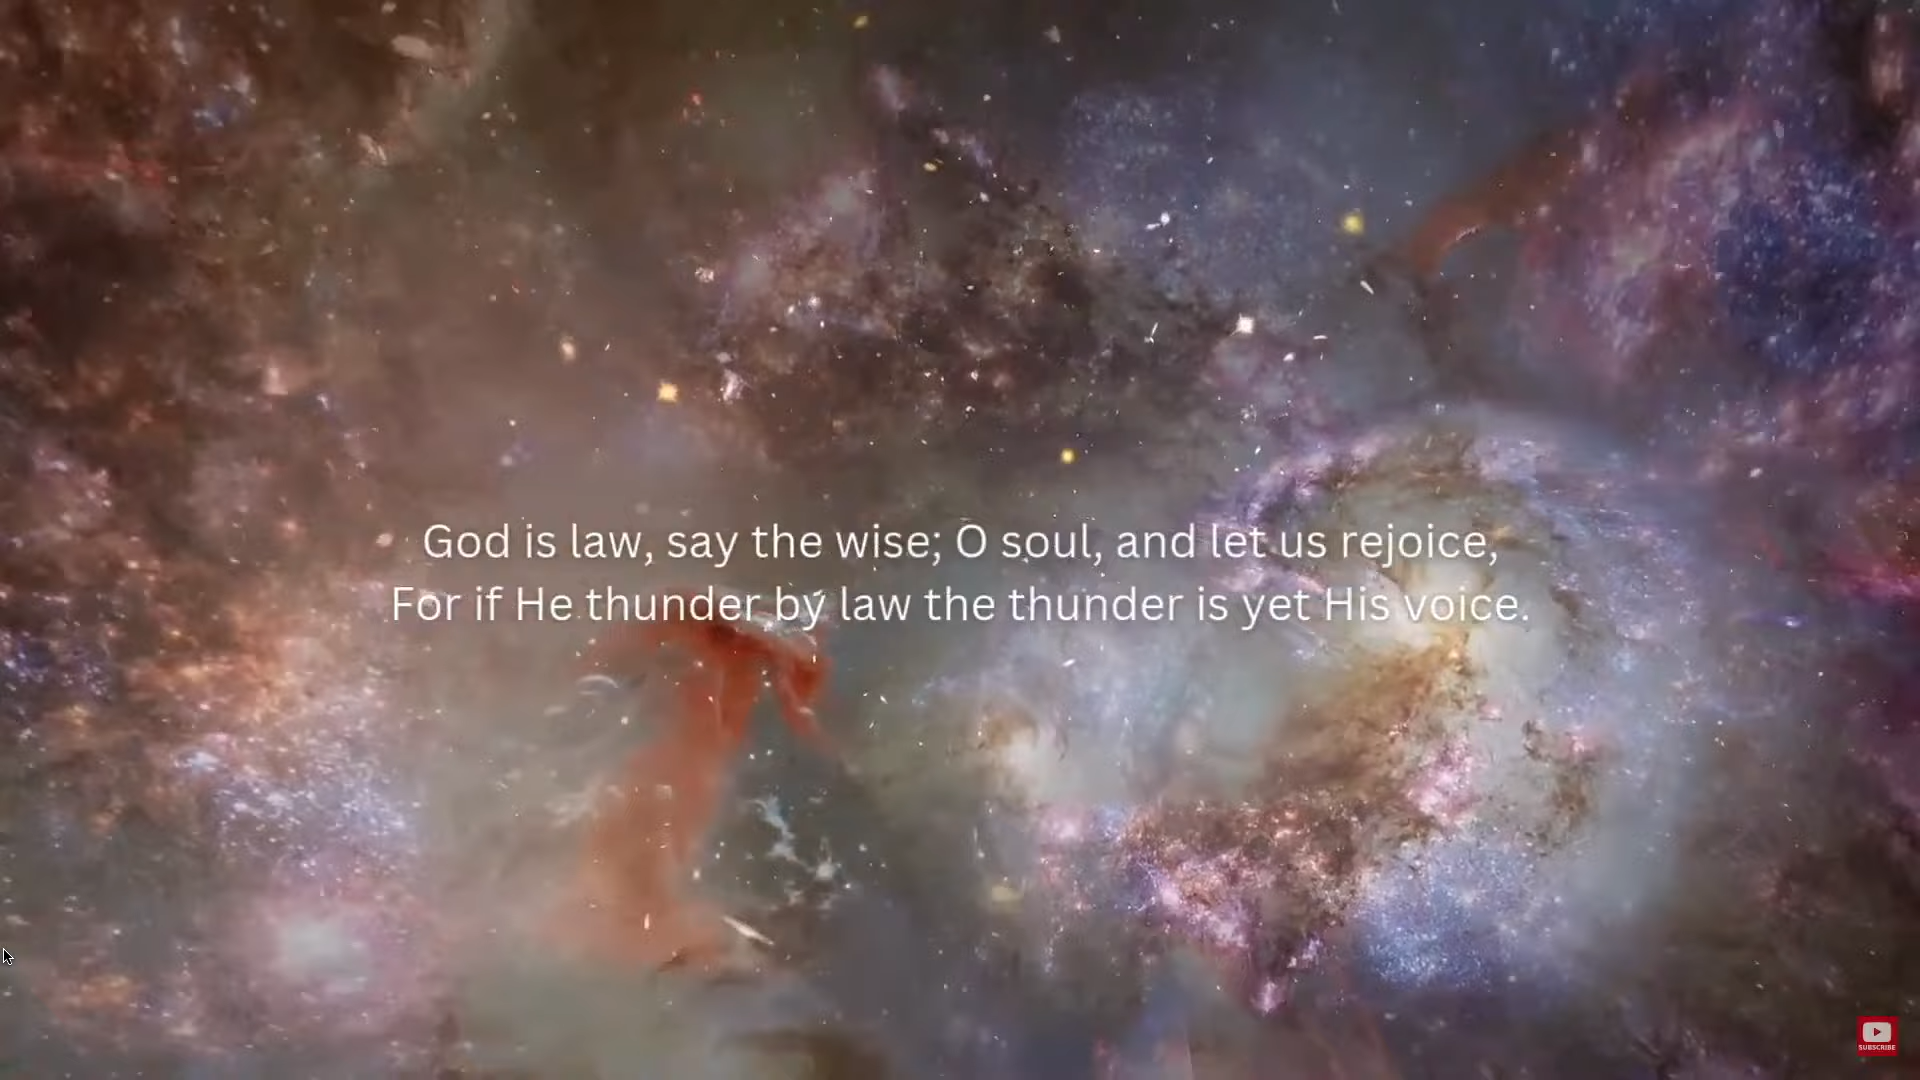 God is law, say the wise; O soul, and let us rejoice,
For if He thunder by law the thunder is yet His voice.
SUBSCRIBE